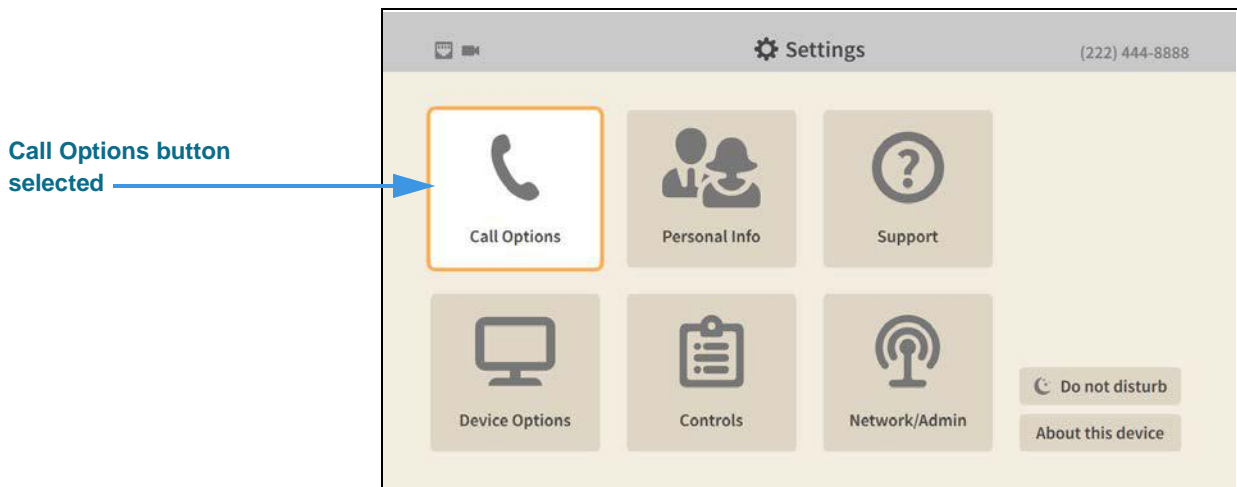 Settings
(222) 444-8888
Call Options button
selected
Call Options
Personal Info
Support
Device Options
Controls
Network/Admin
Do not disturb
About this device